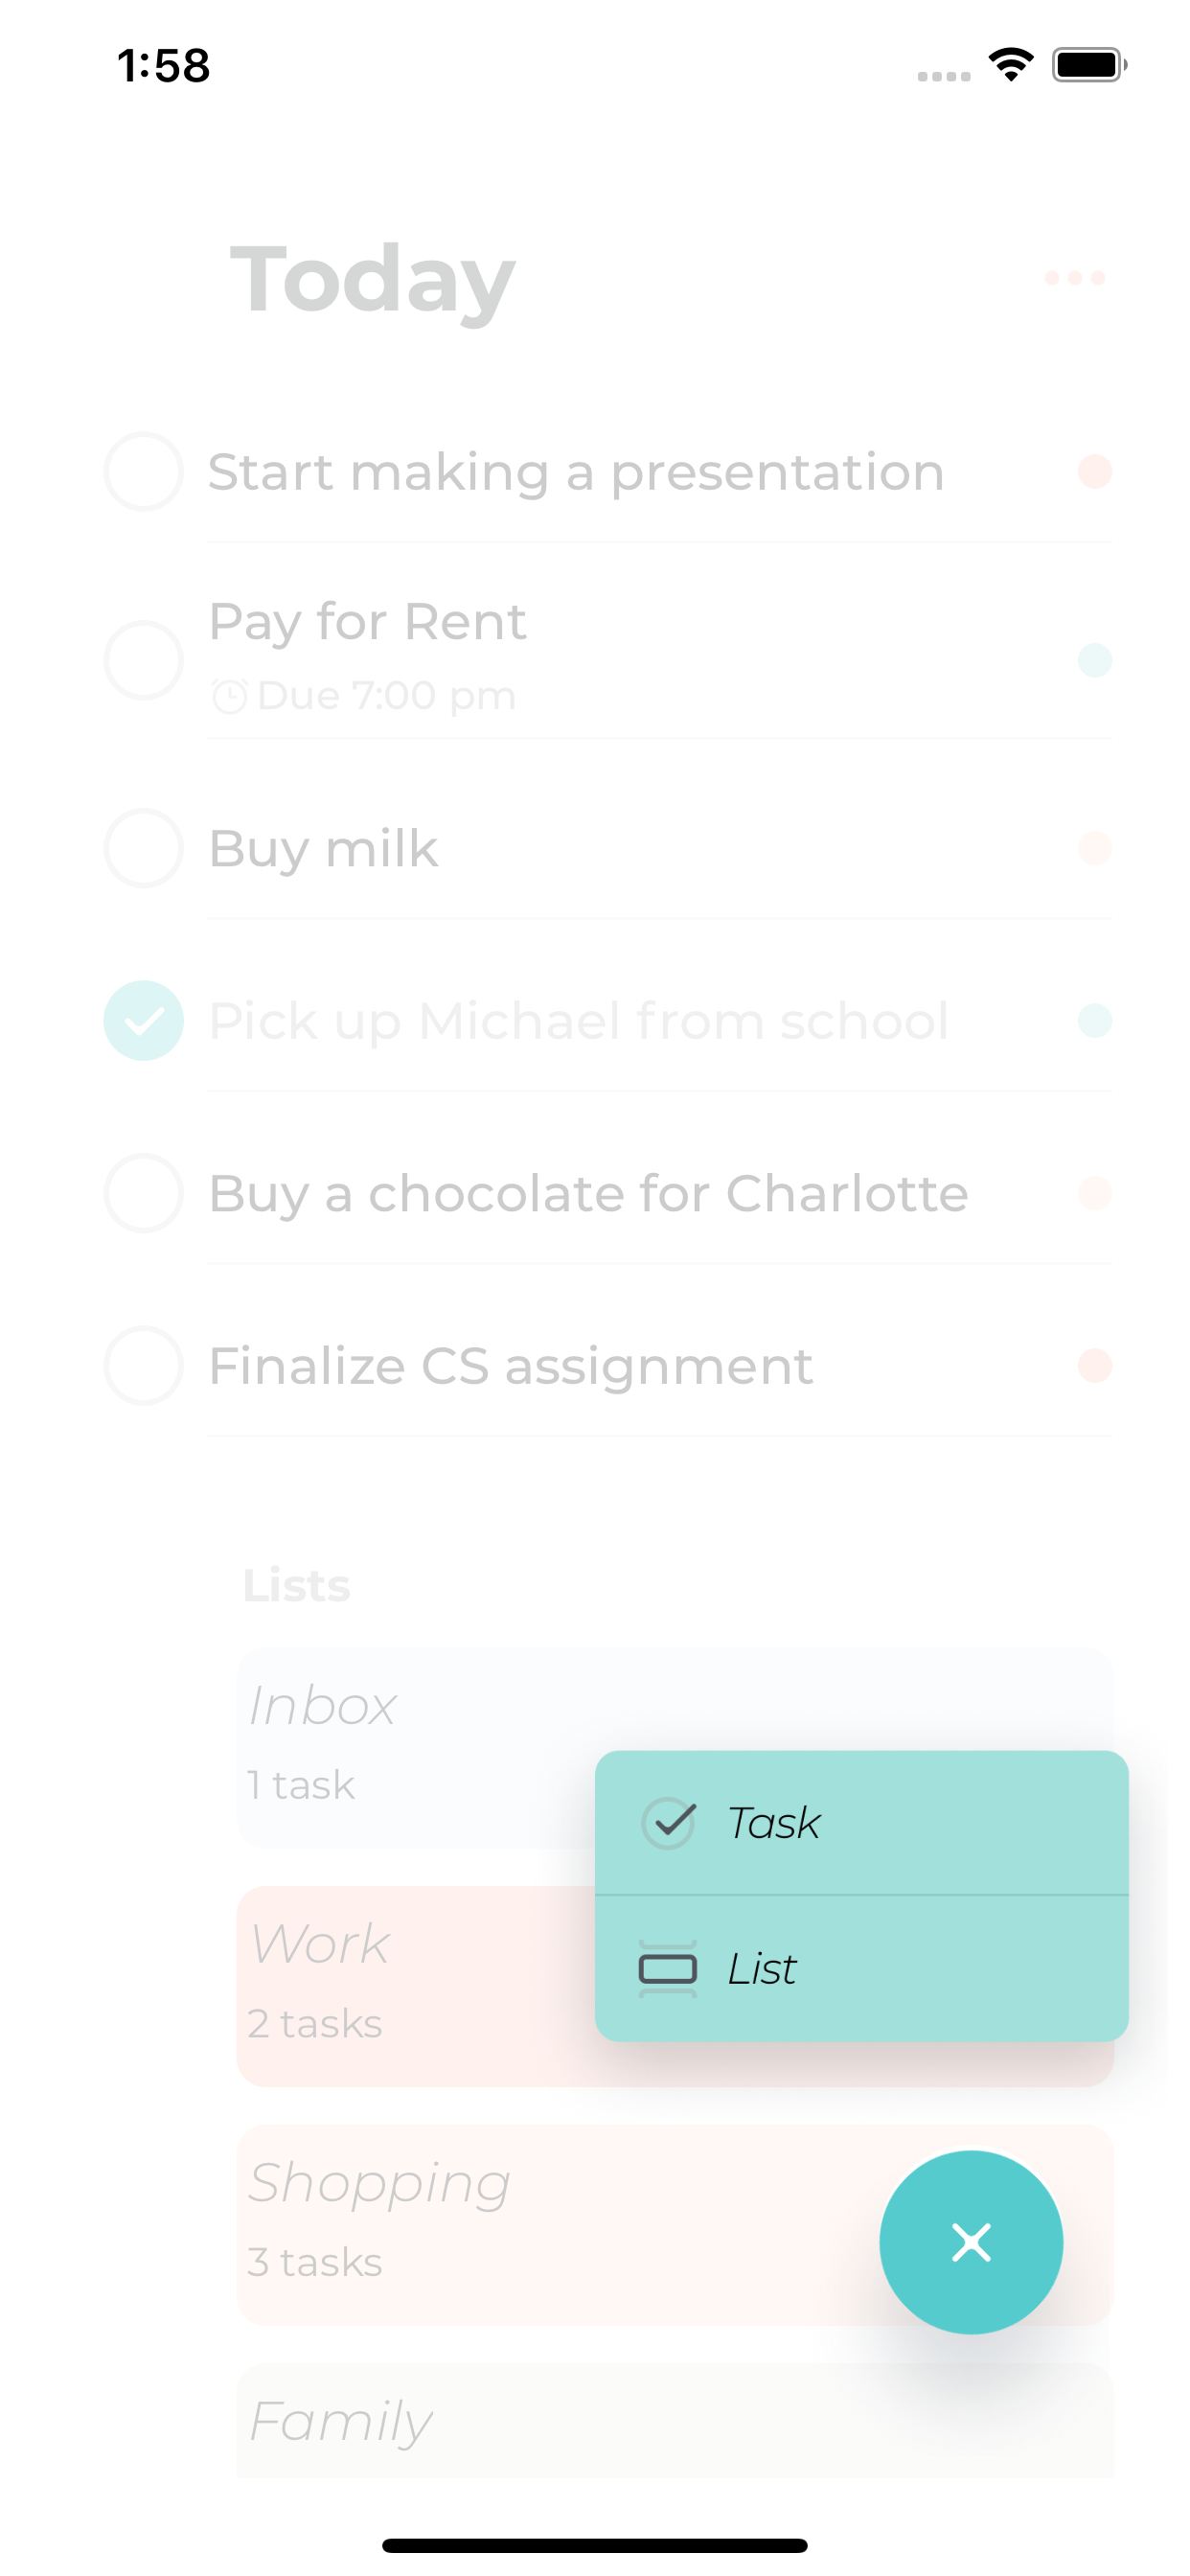 1:58
Today
Start making a presentation
Pay for Rent
Due 7:00 pm
Buy milk
Pick up Michael from school
Buy a chocolate for Charlotte
Finalize CS assignment
Lists
Inbox
1 task
Task
Work
List
2 tasks
Shopping
3 tasks
Family